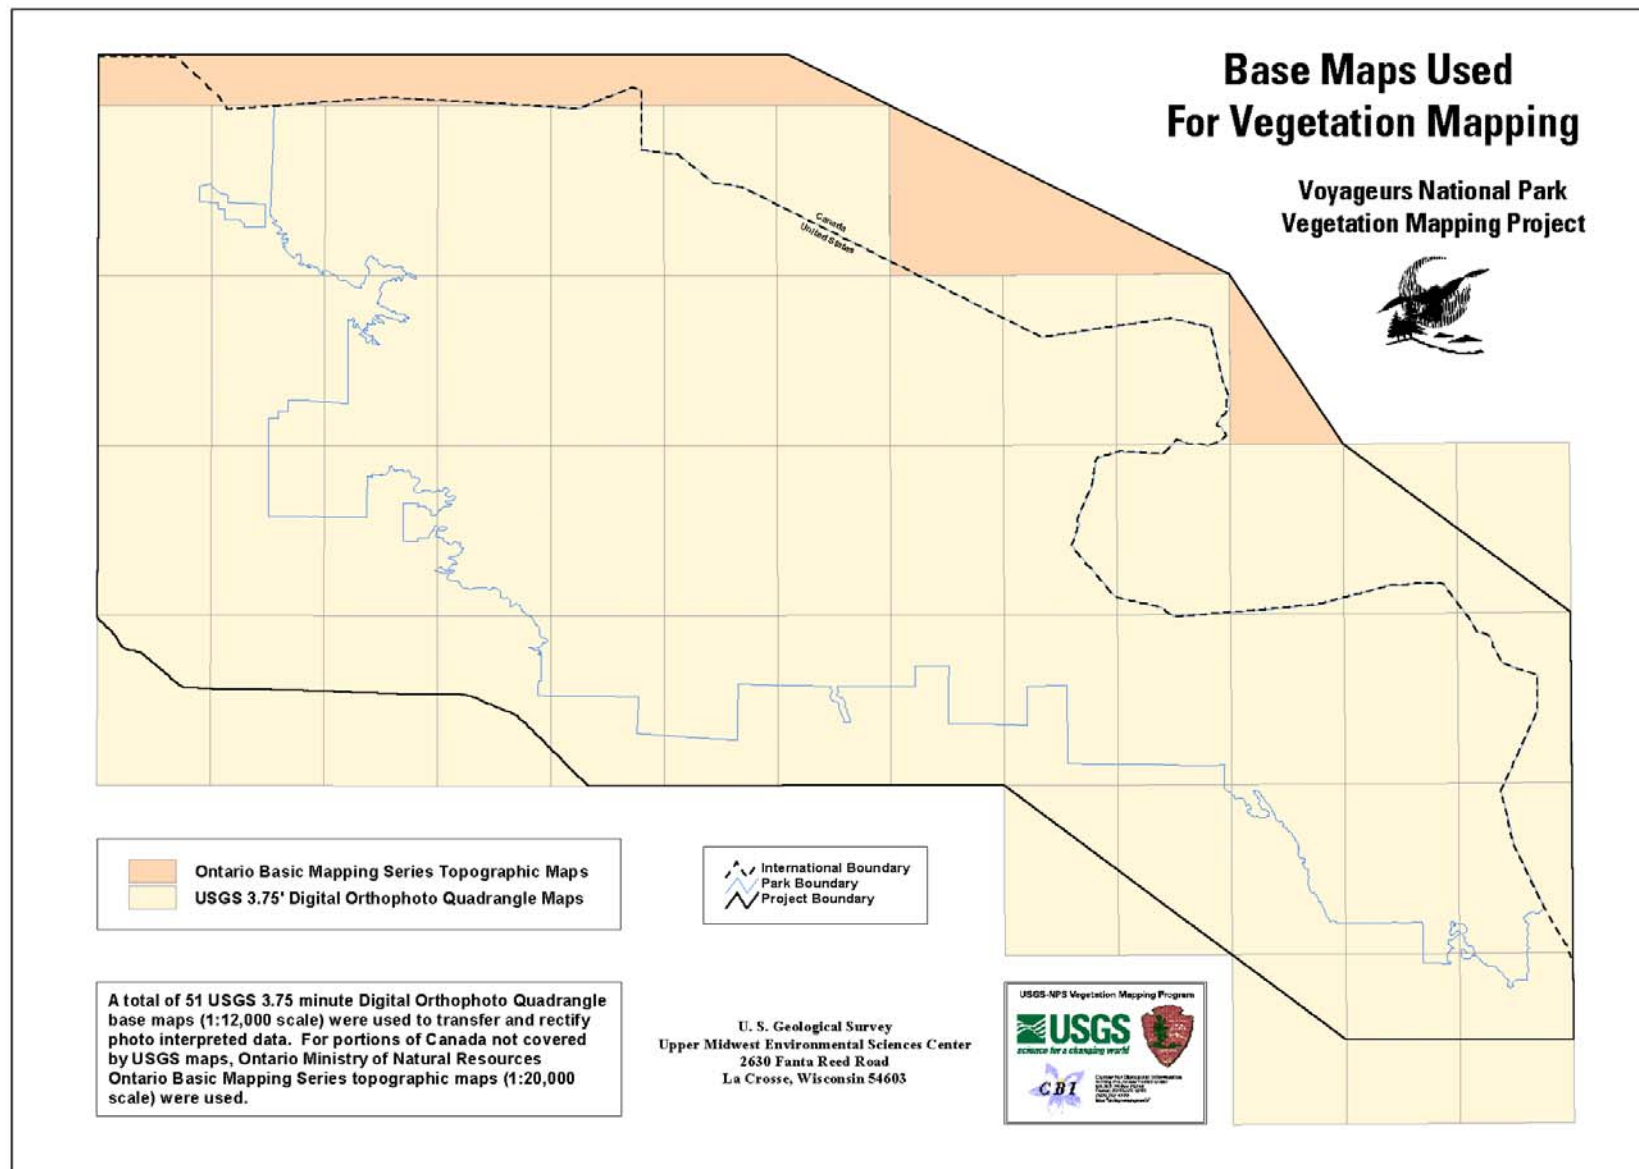 Base Maps Used
For Vegetation Mapping
Voyageurs National Park
Vegetation Mapping Project
Canada
United States
Ontario Basic Mapping Series Topographic Maps
USGS 3.75' Digital Orthophoto Quadrangle Maps
International Boundary
Park Boundary
Project Boundary
A total of 51 USGS 3.75 minute Digital Orthophoto Quadrangle
base maps (1:12,000 scale) were used to transfer and rectify
photo interpreted data. For portions of Canada not covered
by USGS maps, Ontario Ministry of Natural Resources
Ontario Basic Mapping Series topographic maps (1:20,000
scale) were used.
U. S. Geological Survey
Upper Midwest Environmental Sciences Center
2630 Fanta Reed Road
La Crosse, Wisconsin 54603
USGS-NPS Vegetation Mapping Program
USGS
science for a changing world
CBI